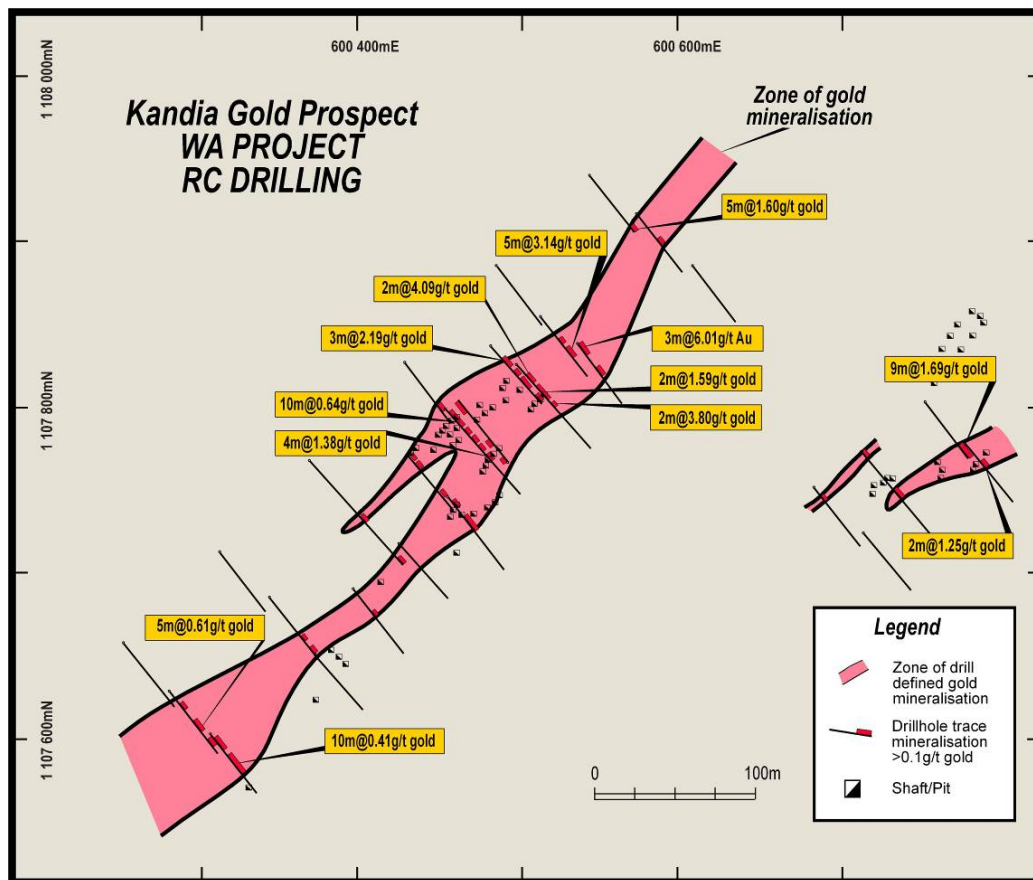 600 400mE
600 600mE
1 108 000mN
1 107 800mN
1 107 600mN
Kandia Gold Prospect
WA PROJECT
RC DRILLING
Zone of gold
mineralisation
5m@1.60g/t gold
5m@3.14g/t gold
2m@4.09g/t gold
3m@2.19g/t gold
3m@6.01g/t Au
9m@1.69g/t gold
2m@1.59g/t gold
10m@0.64g/t gold
2m@3.80g/t gold
4m@1.38g/t gold
2m@1.25g/t gold
5m@0.61g/t gold
10m@0.41g/t gold
0
100m
Legend
Zone of drill
defined gold
mineralisation
Drillhole trace
mineralisation
>0.1g/t gold
Shaft/Pit